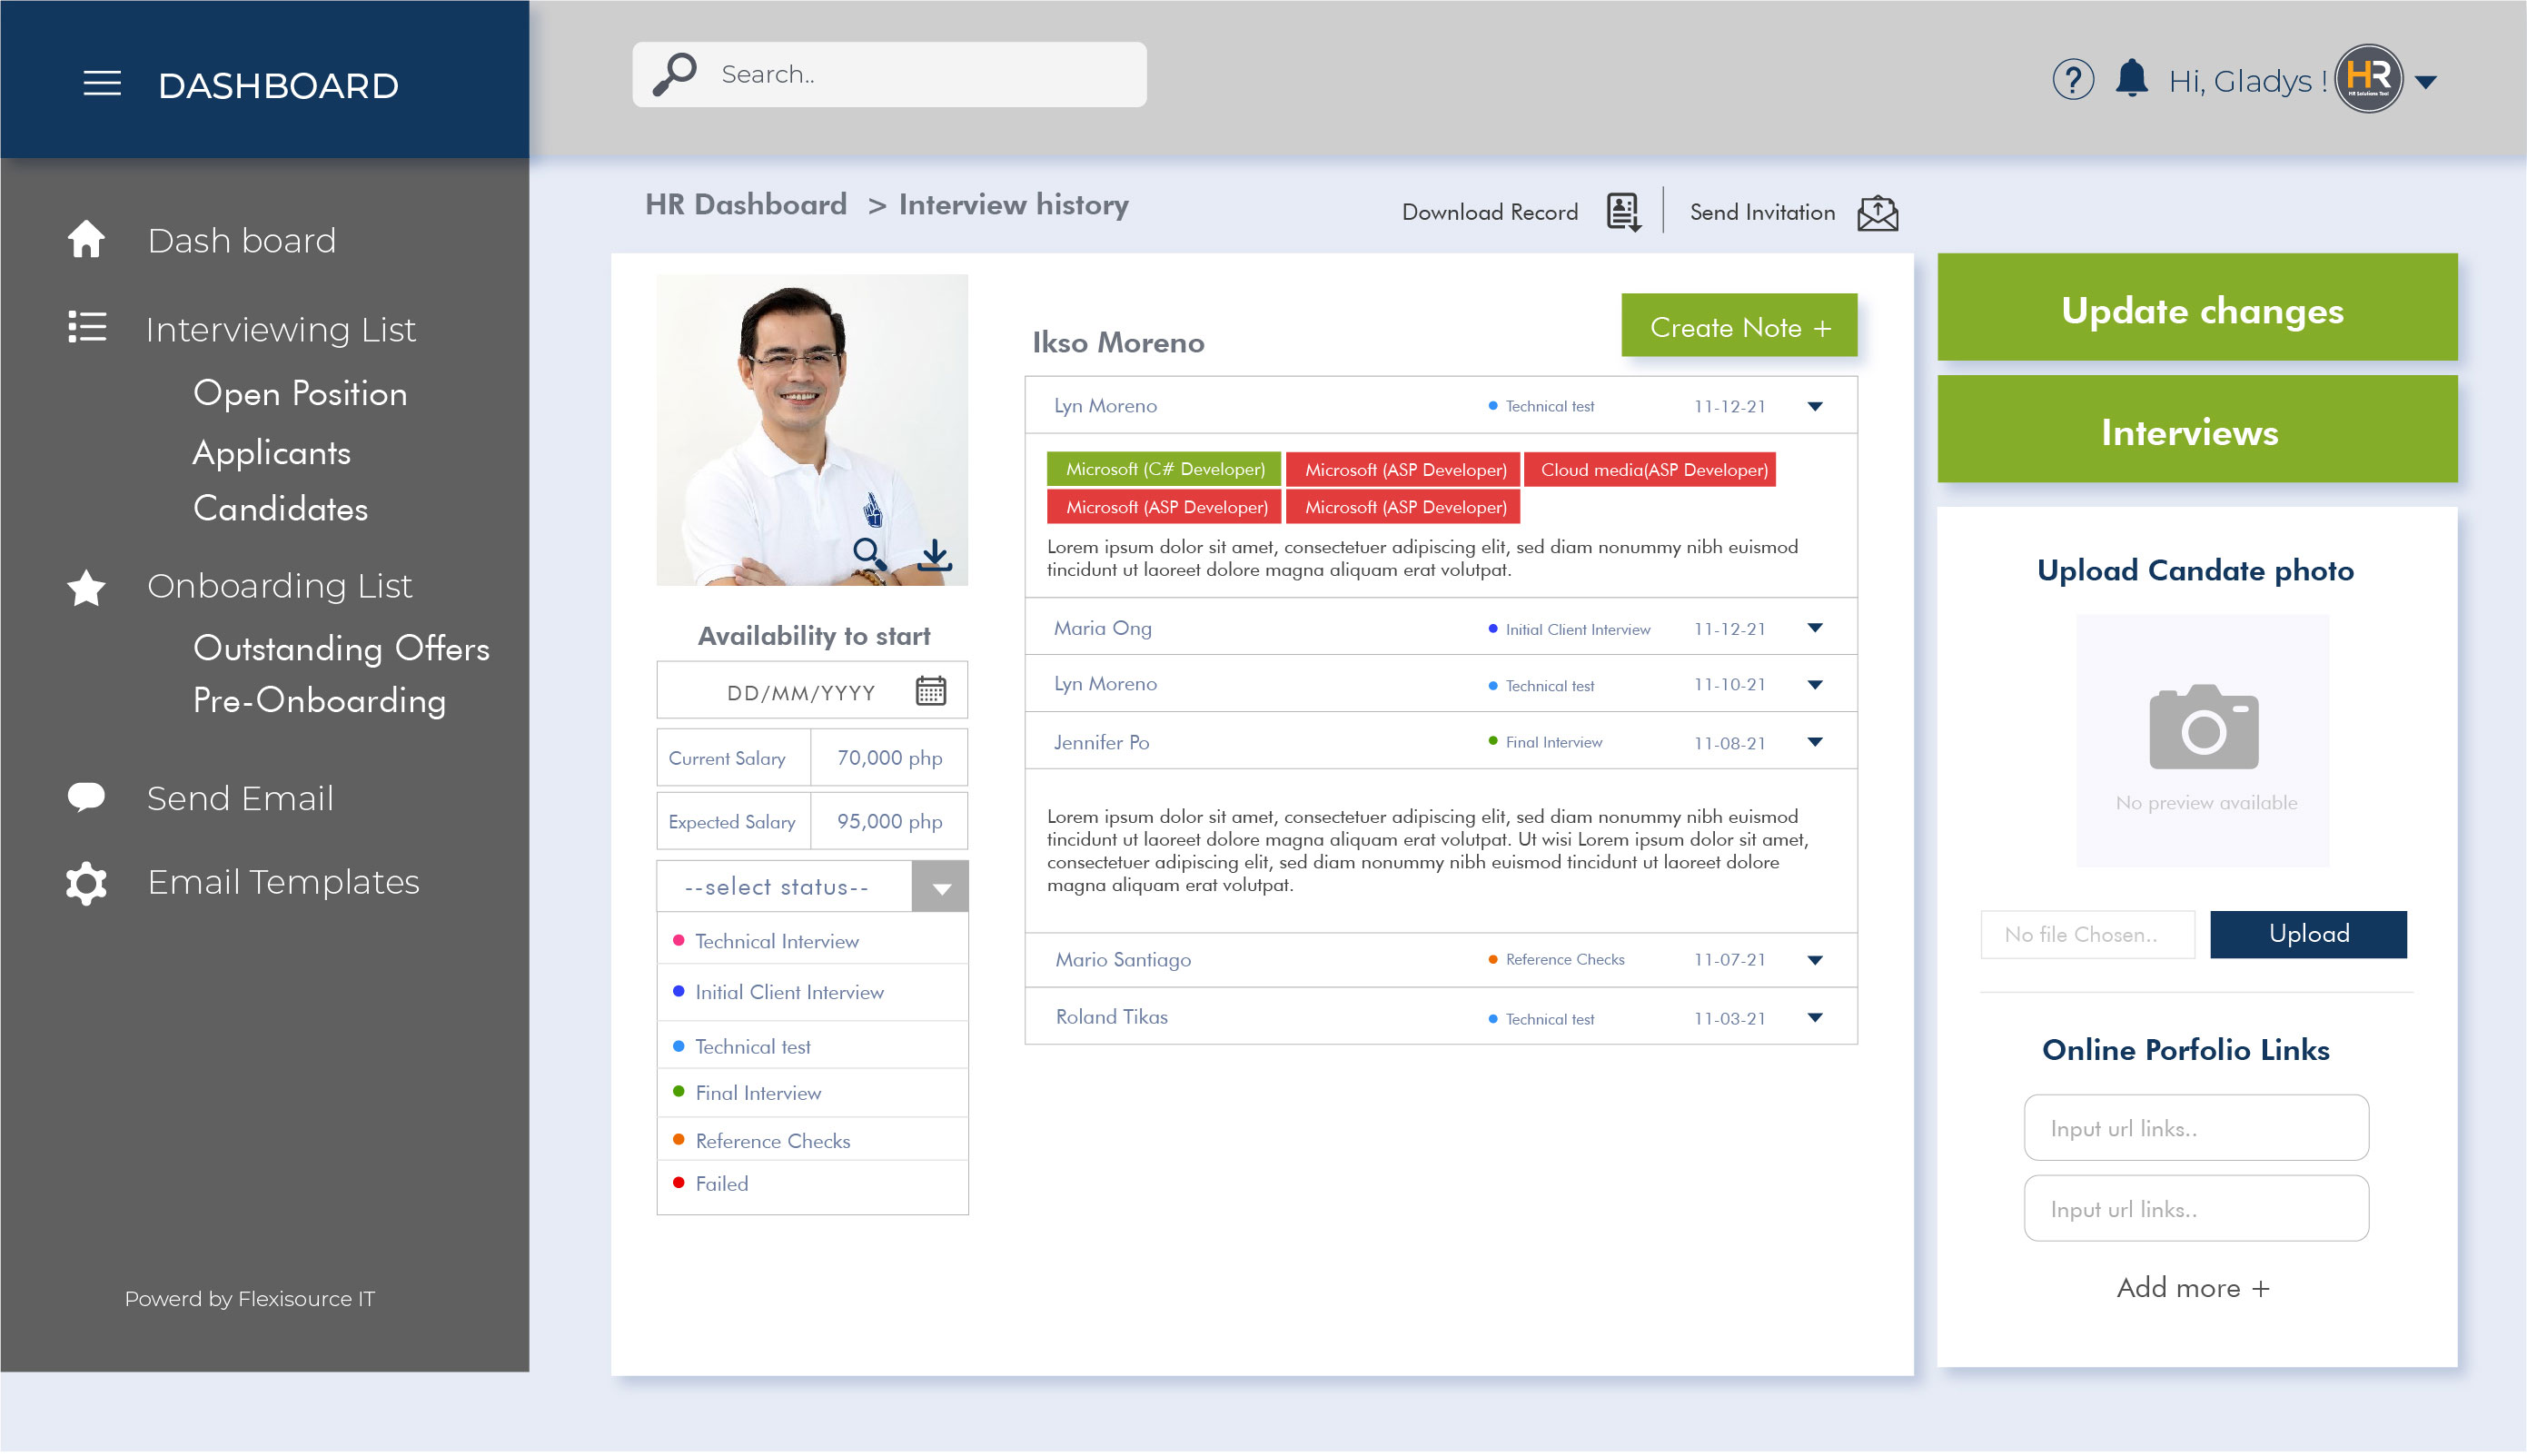 DASHBOARD
Search..
Hi, Gladys !
HR
HR Solutions Tool
Dash board
Interviewing List
Open Position
Applicants
Candidates
Onboarding List
Outstanding Offers
Pre-Onboarding
Send Email
Email Templates
Powerd by Flexisource IT
HR Dashboard > Interview history
Download Record
Send Invitation
Availability to start
DD/MM/YYYY
Current Salary 70,000 php
Expected Salary 95,000 php
--select status--
Technical Interview
Initial Client Interview
Technical test
Final Interview
Reference Checks
Failed
Ikso Moreno
Create Note +
Lyn Moreno Technical test 11-12-21
Microsoft (C# Developer) Microsoft (ASP Developer) Cloud media(ASP Developer)
Microsoft (ASP Developer) Microsoft (ASP Developer)
Lorem ipsum dolor sit amet, consectetuer adipiscing elit, sed diam nonummy nibh euismod
tincidunt ut laoreet dolore magna aliquam erat volutpat.
Maria Ong Initial Client Interview 11-12-21
Lyn Moreno Technical test 11-10-21
Jennifer Po Final Interview 11-08-21
Lorem ipsum dolor sit amet, consectetuer adipiscing elit, sed diam nonummy nibh euismod
tincidunt ut laoreet dolore magna aliquam erat volutpat. Ut wisi Lorem ipsum dolor sit amet,
consectetuer adipiscing elit, sed diam nonummy nibh euismod tincidunt ut laoreet dolore
magna aliquam erat volutpat.
Mario Santiago Reference Checks 11-07-21
Roland Tikas Technical test 11-03-21
Update changes
Interviews
Upload Candate photo
No preview available
No file Chosen..
Upload
Online Porfolio Links
Input url links..
Input url links..
Add more +